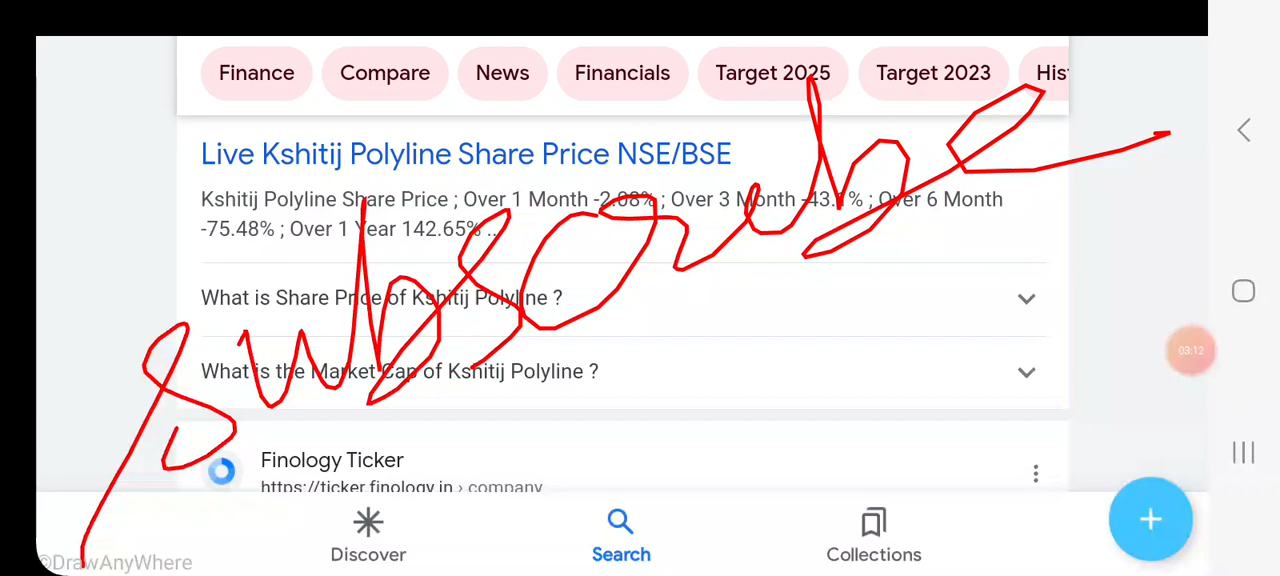 Finance Compare News Financials Target 2025 Target 2023 His
Live Kshitij Polyline Share Price NSE/BSE
Kshitij Polyline Share Price ; Over 1 Month -2.08% ; Over 3 Month -43. % ; Over 6 Month
-75.48% ; Over 1 Year 142.65% ...
What is Share Price of Kshitij Polyline ?
What is the Market Cap of Kshitij Polyline ?
03:12
Finology Ticker
https://ticker.finology.in › company
Discover Search Collections
©DrawAnyWhere